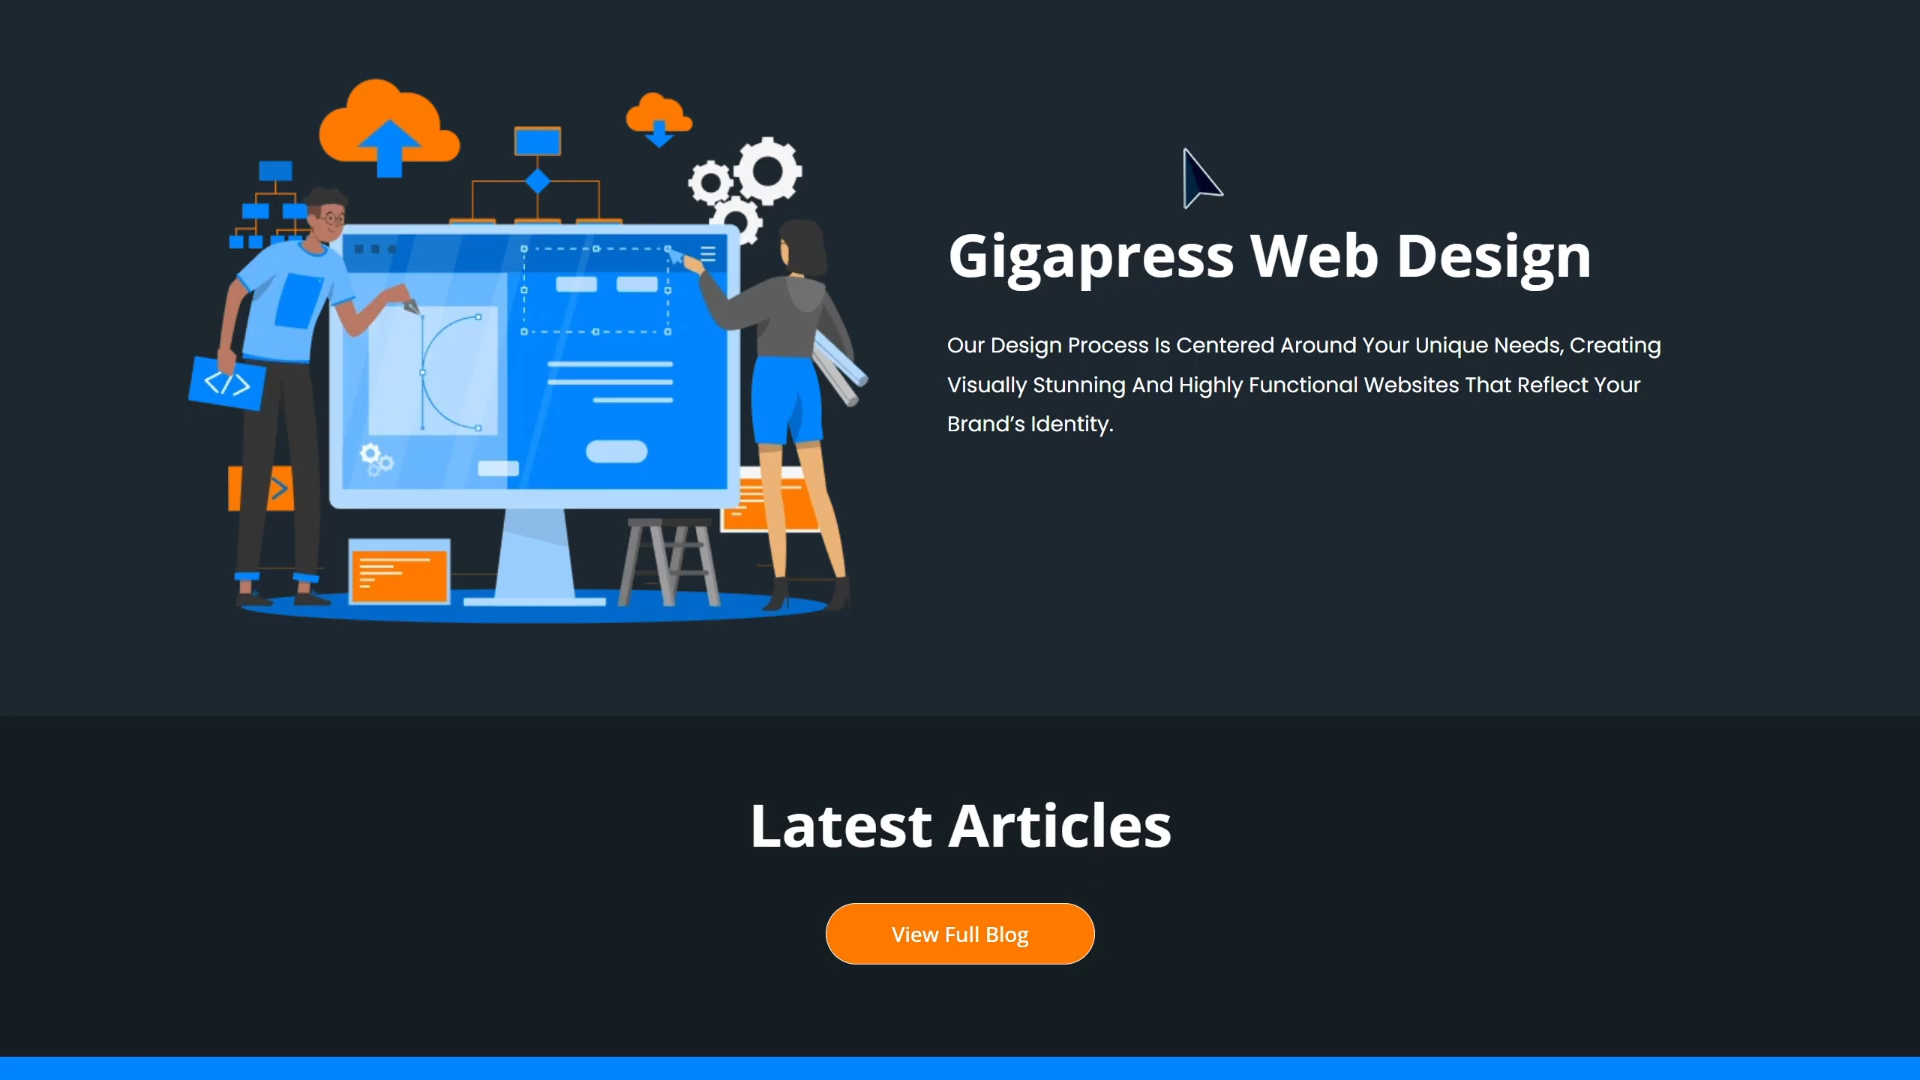 Gigapress Web Design
Our Design Process Is Centered Around Your Unique Needs, Creating
Visually Stunning And Highly Functional Websites That Reflect Your
Brand’s Identity.
Latest Articles
View Full Blog